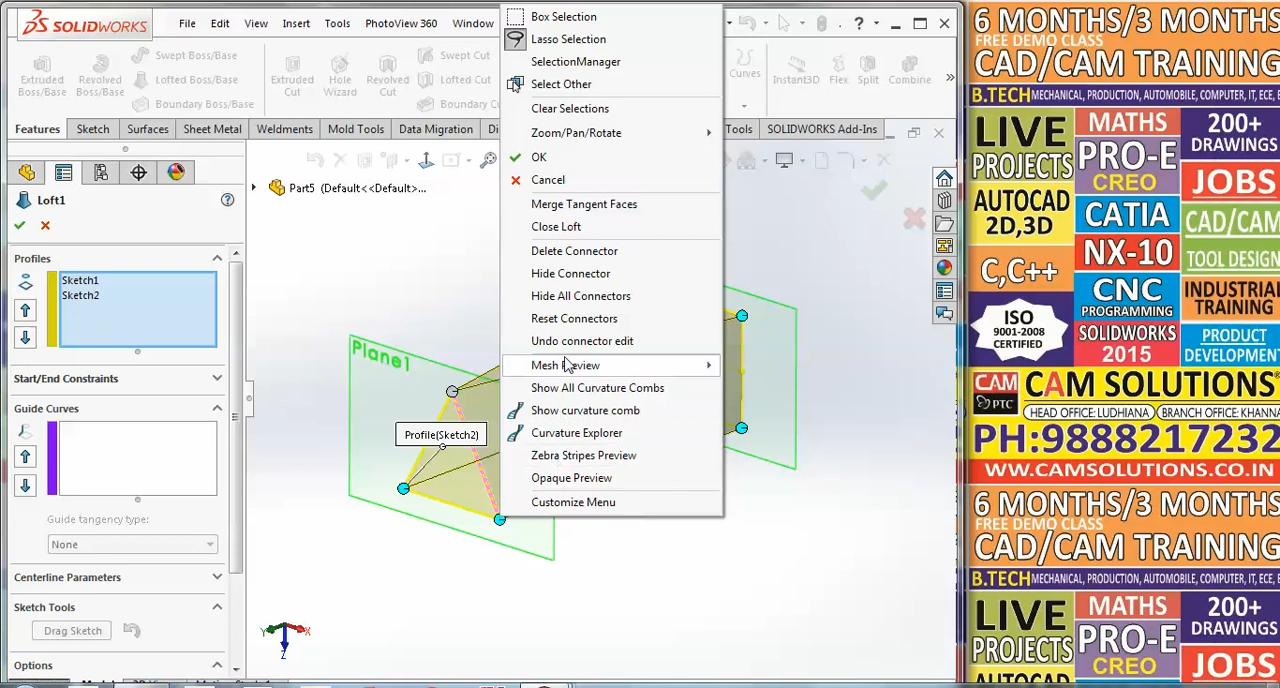 SOLIDWORKS
File Edit View Insert Tools PhotoView 360 Window
Extruded Boss/Base
Revolved Boss/Base
Swept Boss/Base
Lofted Boss/Base
Boundary Boss/Base
Extruded Cut
Hole Wizard
Revolved Cut
Swept Cut
Lofted Cut
Boundary C
Curves
Instant3D
Flex
Split
Combine
Features Sketch Surfaces Sheet Metal Weldments Mold Tools Data Migration Di
Tools SOLIDWORKS Add-Ins
Part5 (Default<<Default>...
Loft1
Profiles
Sketch1
Sketch2
Start/End Constraints
Guide Curves
Guide tangency type:
None
Centerline Parameters
Sketch Tools
Drag Sketch
Options
Plane1
Profile(Sketch2)
Y
X
Z
Box Selection
Lasso Selection
SelectionManager
Select Other
Clear Selections
Zoom/Pan/Rotate
OK
Cancel
Merge Tangent Faces
Close Loft
Delete Connector
Hide Connector
Hide All Connectors
Reset Connectors
Undo connector edit
Mesh Preview
Show All Curvature Combs
Show curvature comb
Curvature Explorer
Zebra Stripes Preview
Opaque Preview
Customize Menu
6 MONTHS/3 MONTHS
FREE DEMO CLASS
CAD/CAM TRAINING
B.TECH MECHANICAL, PRODUCTION, AUTOMOBILE, COMPUTER, IT, ECE,
LIVE PROJECTS
MATHS
200+ DRAWINGS
PRO-E
CREO
JOBS
AUTOCAD 2D,3D
CATIA
CAD/CAM
NX-10
TOOL DESIGN
C,C++
CNC PROGRAMMING
INDUSTRIAL TRAINING
ISO 9001-2008 CERTIFIED
SOLIDWORKS 2015
PRODUCT DEVELOPMENT
CAM PTC
CAM SOLUTIONS
HEAD OFFICE: LUDHIANA BRANCH OFFICE: KHANNA
PH:9888217232
WWW.CAMSOLUTIONS.CO.IN
6 MONTHS/3 MONTHS
FREE DEMO CLASS
CAD/CAM TRAINING
B.TECH MECHANICAL, PRODUCTION, AUTOMOBILE, COMPUTER, IT, ECE,
LIVE PROJECTS
MATHS
200+ DRAWINGS
PRO-E
CREO
JOBS